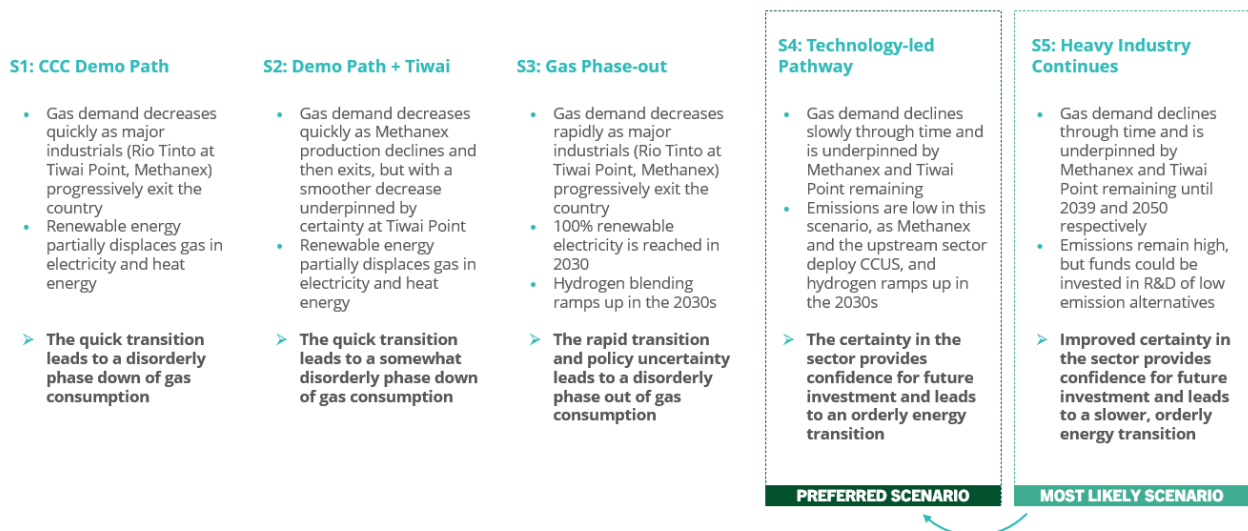 S1: CCC Demo Path
• Gas demand decreases
quickly as major
industrials (Rio Tinto at
Tiwai Point, Methanex)
progressively exit the
country
• Renewable energy
partially displaces gas in
electricity and heat
energy
➢ The quick transition
leads to a disorderly
phase down of gas
consumption
S2: Demo Path + Tiwai
• Gas demand decreases
quickly as Methanex
production declines and
then exits, but with a
smoother decrease
underpinned by
certainty at Tiwai Point
• Renewable energy
partially displaces gas in
electricity and heat
energy
➢ The quick transition
leads to a somewhat
disorderly phase down
of gas consumption
S3: Gas Phase-out
• Gas demand decreases
rapidly as major
industrials (Rio Tinto at
Tiwai Point, Methanex)
progressively exit the
country
• 100% renewable
electricity is reached in
2030
• Hydrogen blending
ramps up in the 2030s
➢ The rapid transition
and policy uncertainty
leads to a disorderly
phase out of gas
consumption
S4: Technology-led
Pathway
• Gas demand declines
slowly through time and
is underpinned by
Methanex and Tiwai
Point remaining
• Emissions are low in this
scenario, as Methanex
and the upstream sector
deploy CCUS, and
hydrogen ramps up in
the 2030s
➢ The certainty in the
sector provides
confidence for future
investment and leads
to an orderly energy
transition
PREFERRED SCENARIO
S5: Heavy Industry
Continues
• Gas demand declines
through time and is
underpinned by
Methanex and Tiwai
Point remaining until
2039 and 2050
respectively
• Emissions remain high,
but funds could be
invested in R&D of low
emission alternatives
➢ Improved certainty in
the sector provides
confidence for future
investment and leads
to a slower, orderly
energy transition
MOST LIKELY SCENARIO